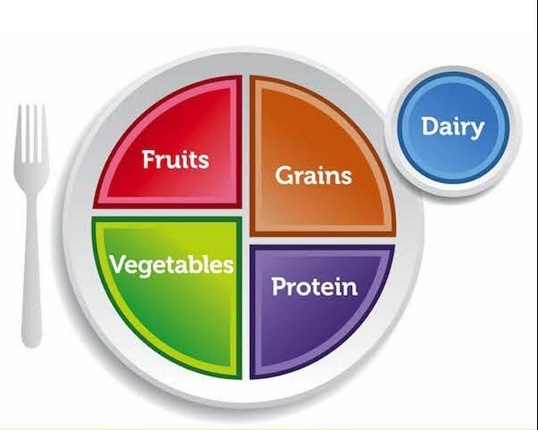 Fruits
Grains
Dairy
Vegetables
Protein